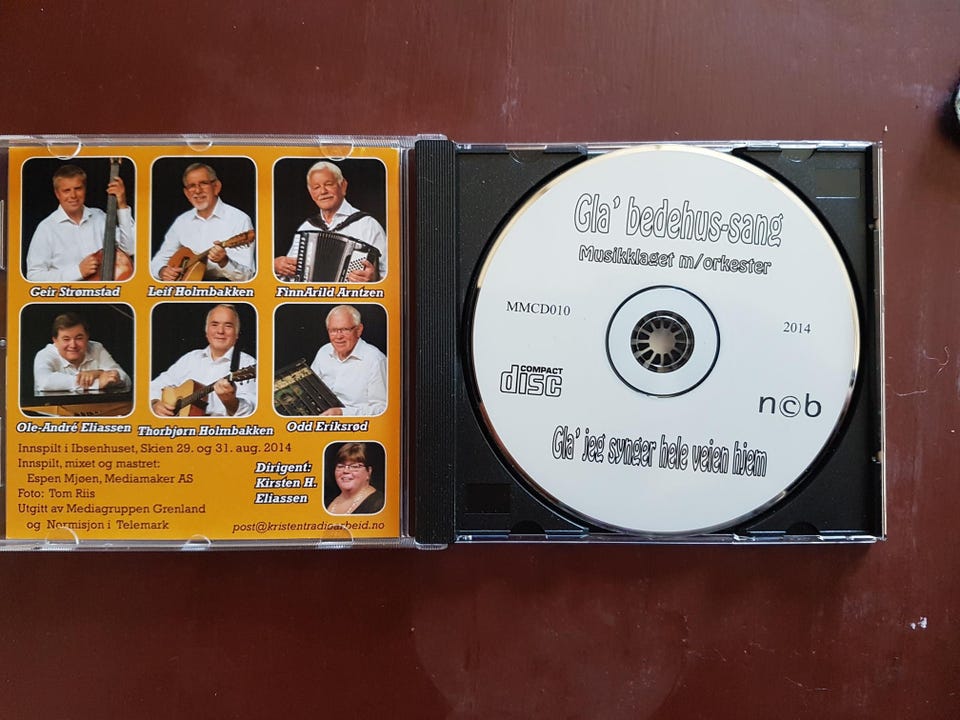 Geir Strømstad
Leif Holmbakken
FinnArild Arntzen
Ole-André Eliassen
Thorbjørn Holmbakken
Odd Eriksrød
Innspilt i Ibsenhuset, Skien 29. og 31. aug. 2014
Innspilt, mixet og mastret:
Espen Mjøen, Mediamaker AS
Foto: Tom Riis
Utgitt av Mediagruppen Grenland
og Normisjon i Telemark
Dirigent:
Kirsten H.
Eliassen
post@kristentradioarbeid.no
Gla' bedehus-sang
Musikklaget m/orkester
MMCD010
2014
COMPACT
disc
n©b
Gla' jeg synger hele veien hjem